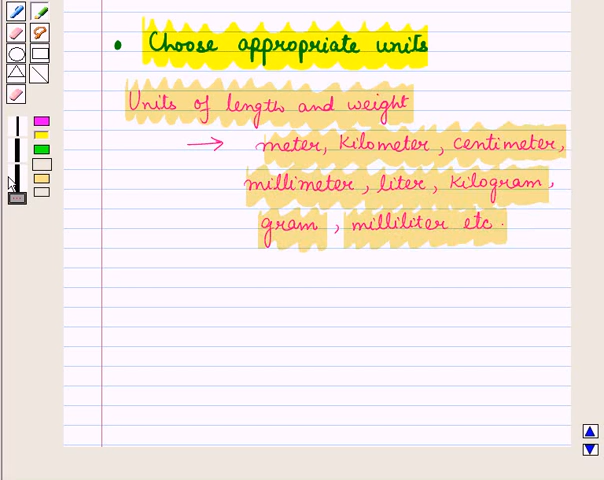 • Choose appropriate units
Units of length and weight
→ meter, Kilometer, centimeter,
millimeter, liter, Kilogram,
gram, milliliter etc.